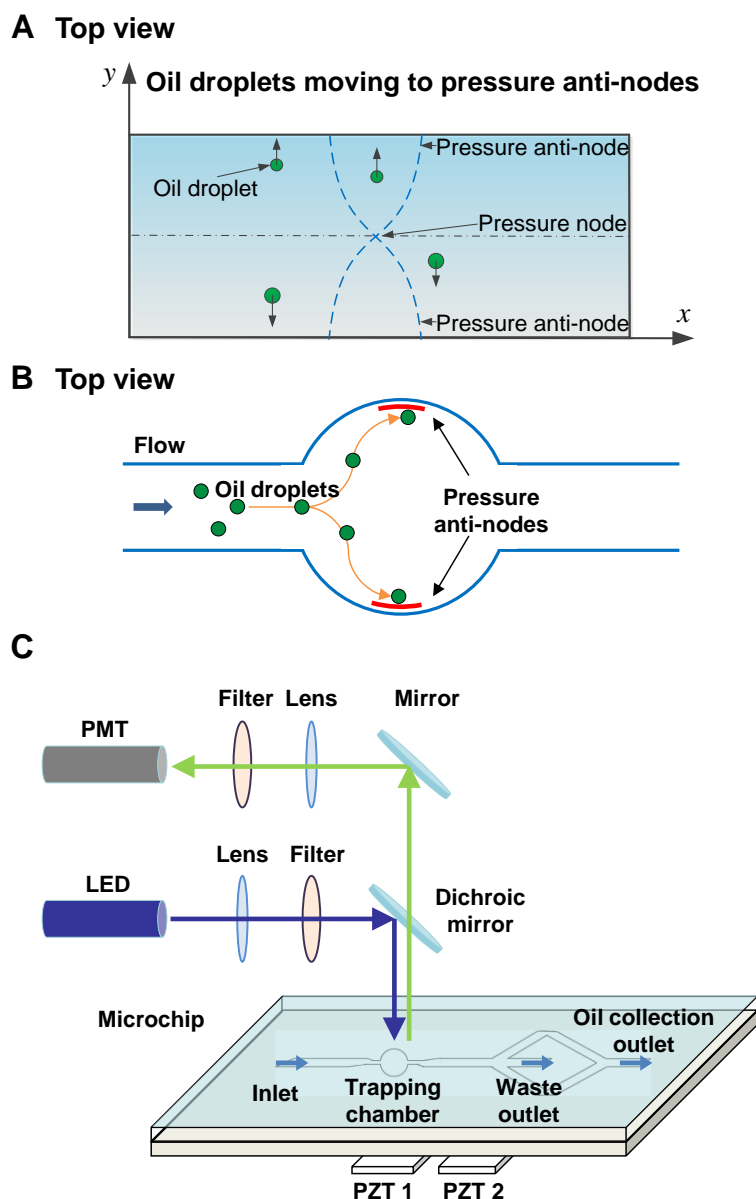 A Top view
y
Oil droplets moving to pressure anti-nodes
Pressure anti-node
Oil droplet
Pressure node
Pressure anti-node
x
B Top view
Flow
Oil droplets
Pressure
anti-nodes
C
Filter
Lens
Mirror
PMT
Lens
Filter
LED
Dichroic
mirror
Microchip
Oil collection
outlet
Inlet
Trapping
chamber
Waste
outlet
PZT 1
PZT 2